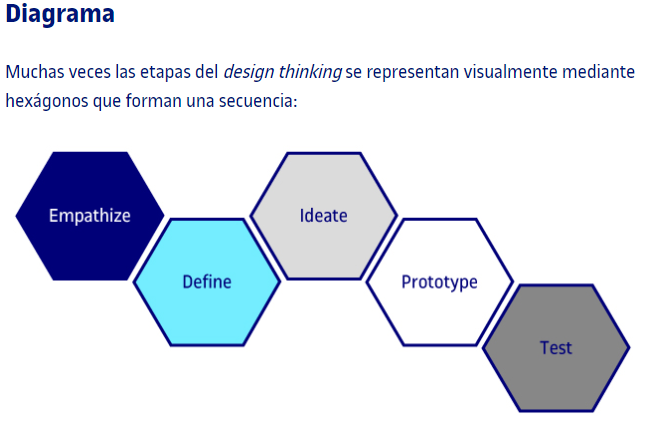 Diagrama
Muchas veces las etapas del design thinking se representan visualmente mediante
hexágonos que forman una secuencia:
Empathize
Define
Ideate
Prototype
Test